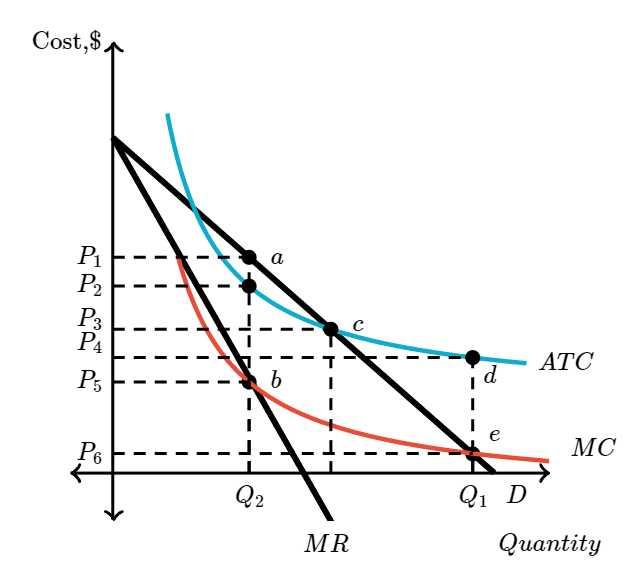 Cost,$
P₁
a
P₂
P₃
c
P₄
ATC
d
P₅
b
e
MC
P₆
Q₂
Q₁
D
MR
Quantity